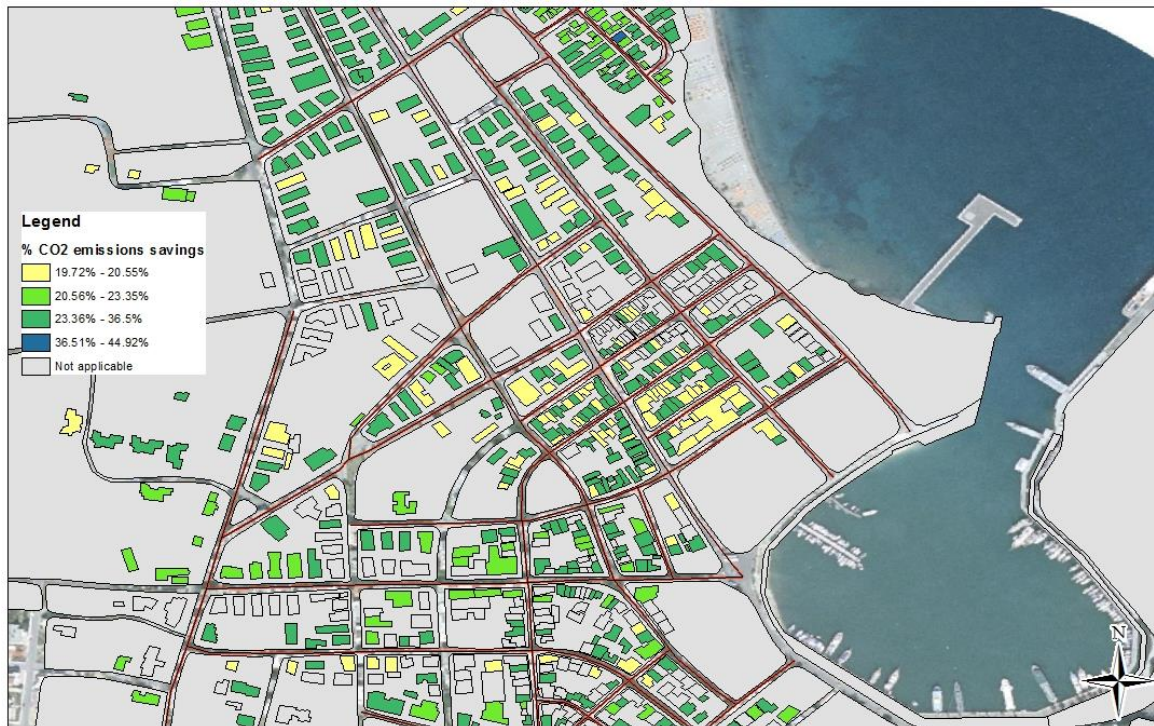 Legend
% CO2 emissions savings
19.72% - 20.55%
20.56% - 23.35%
23.36% - 36.5%
36.51% - 44.92%
Not applicable
N